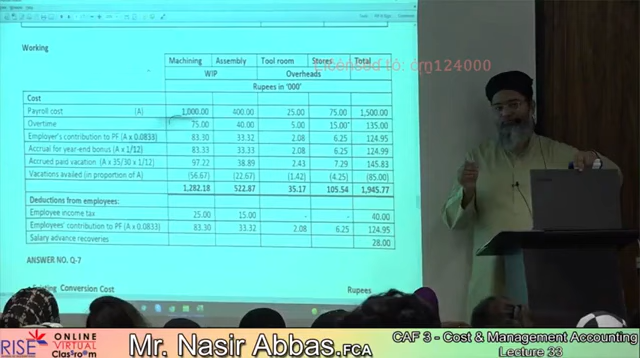 Working
Machining Assembly Tool room Stores Total
WIP Overheads
Rupees in '000'
Cost
Payroll cost (A) 1,000.00 400.00 25.00 75.00 1,500.00
Overtime 75.00 40.00 5.00 15.00 135.00
Employer's contribution to PF (A x 0.0833) 83.30 33.32 2.08 6.25 124.95
Accrual for year-end bonus (A x 1/12) 83.33 33.33 2.08 6.25 124.99
Accrued paid vacation (A x 35/30 x 1/12) 97.22 38.89 2.43 7.29 145.83
Vacations availed (in proportion of A) (56.67) (22.67) (1.42) (4.25) (85.00)
1,282.18 522.87 35.17 105.54 1,945.77
Deductions from employees:
Employee income tax 25.00 15.00 - - 40.00
Employees' contribution to PF (A x 0.0833) 83.30 33.32 2.08 6.25 124.95
Salary advance recoveries 28.00
ANSWER NO. Q-7
Existing Conversion Cost Rupees
Licensed to: 124000
RISE ONLINE VIRTUAL Classroom
Mr. Nasir Abbas.FCA
CAF 3 - Cost & Management Accounting
Lecture 33